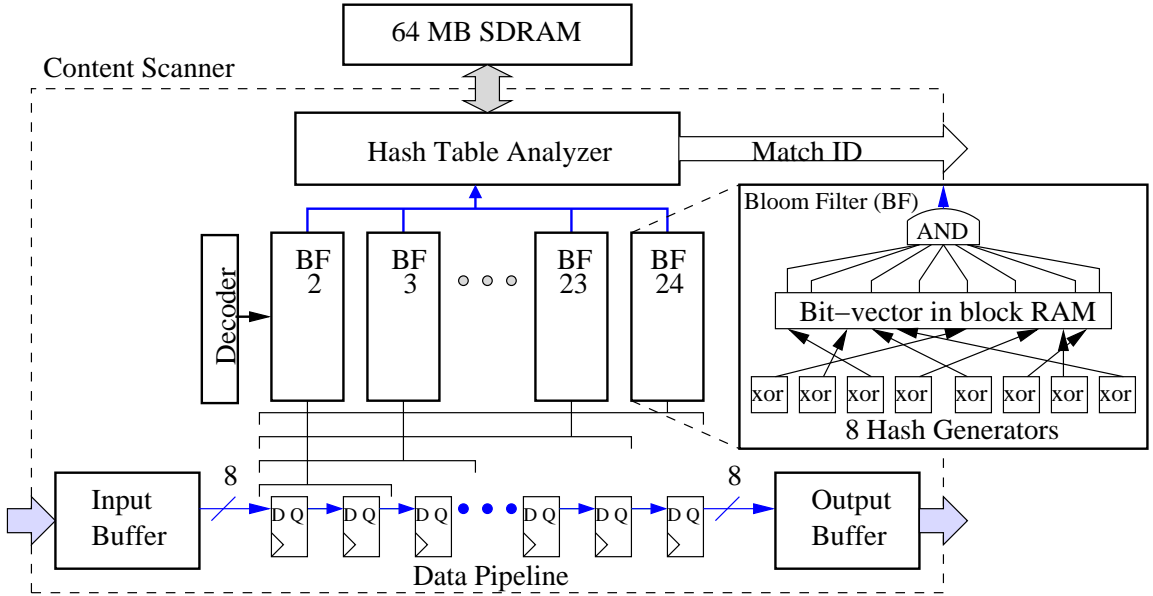 64 MB SDRAM
Content Scanner
Hash Table Analyzer
Match ID
Bloom Filter (BF)
AND
Bit−vector in block RAM
xor xor xor xor xor xor xor xor
8 Hash Generators
Decoder
BF
2
BF
3
BF
23
BF
24
Input
Buffer
8
D Q
D Q
D Q
D Q
D Q
D Q
8
Output
Buffer
Data Pipeline